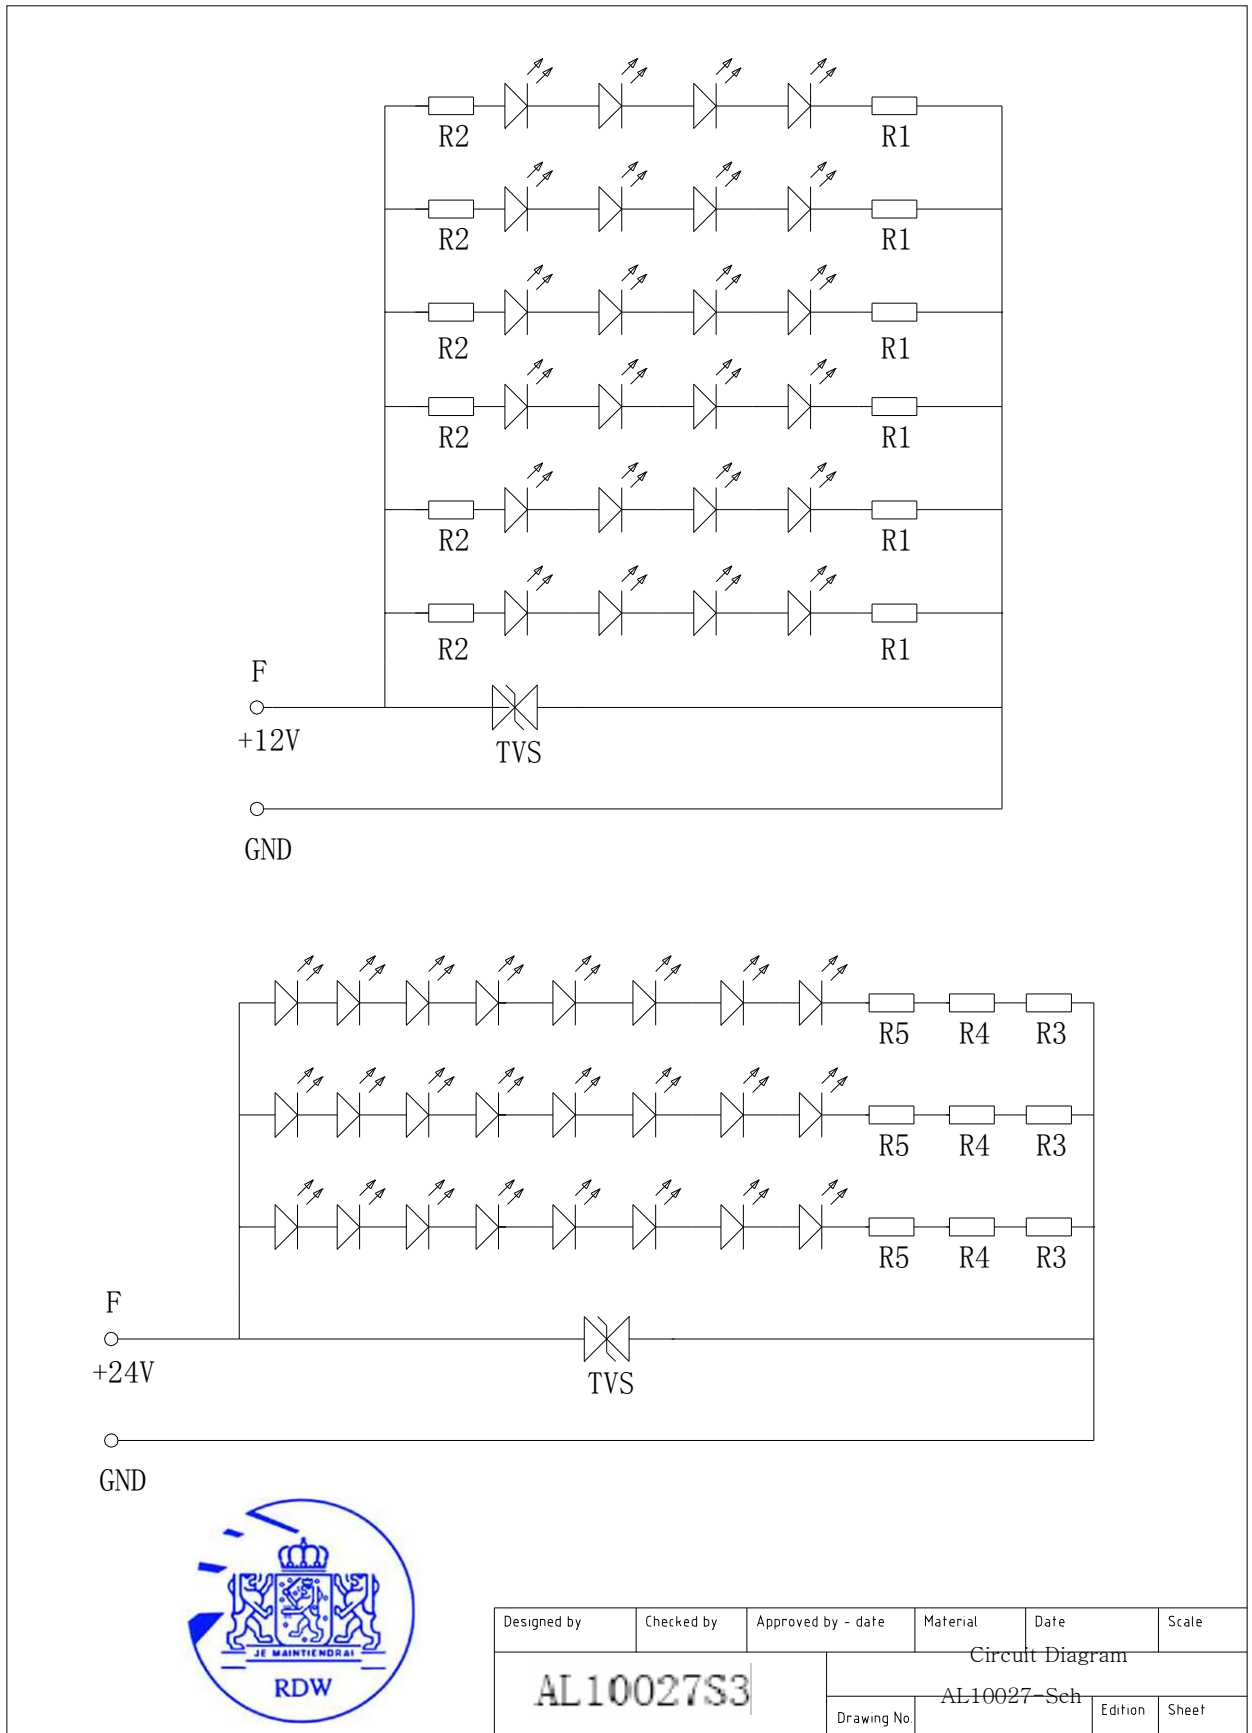 R2 R1
R2 R1
R2 R1
R2 R1
R2 R1
R2 R1
F
+12V
TVS
GND
R5 R4 R3
R5 R4 R3
R5 R4 R3
F
+24V
TVS
GND
JE MAINTIENDRAI
RDW
Designed by Checked by Approved by - date Material Date Scale
Circuit Diagram
AL10027S3
AL10027-Sch
Drawing No. Edition Sheet